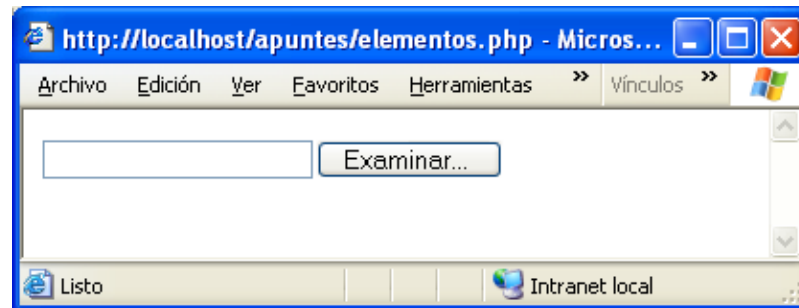 http://localhost/apuntes/elementos.php - Micros...
Archivo Edición Ver Favoritos Herramientas » Vínculos »
Examinar...
Listo Intranet local